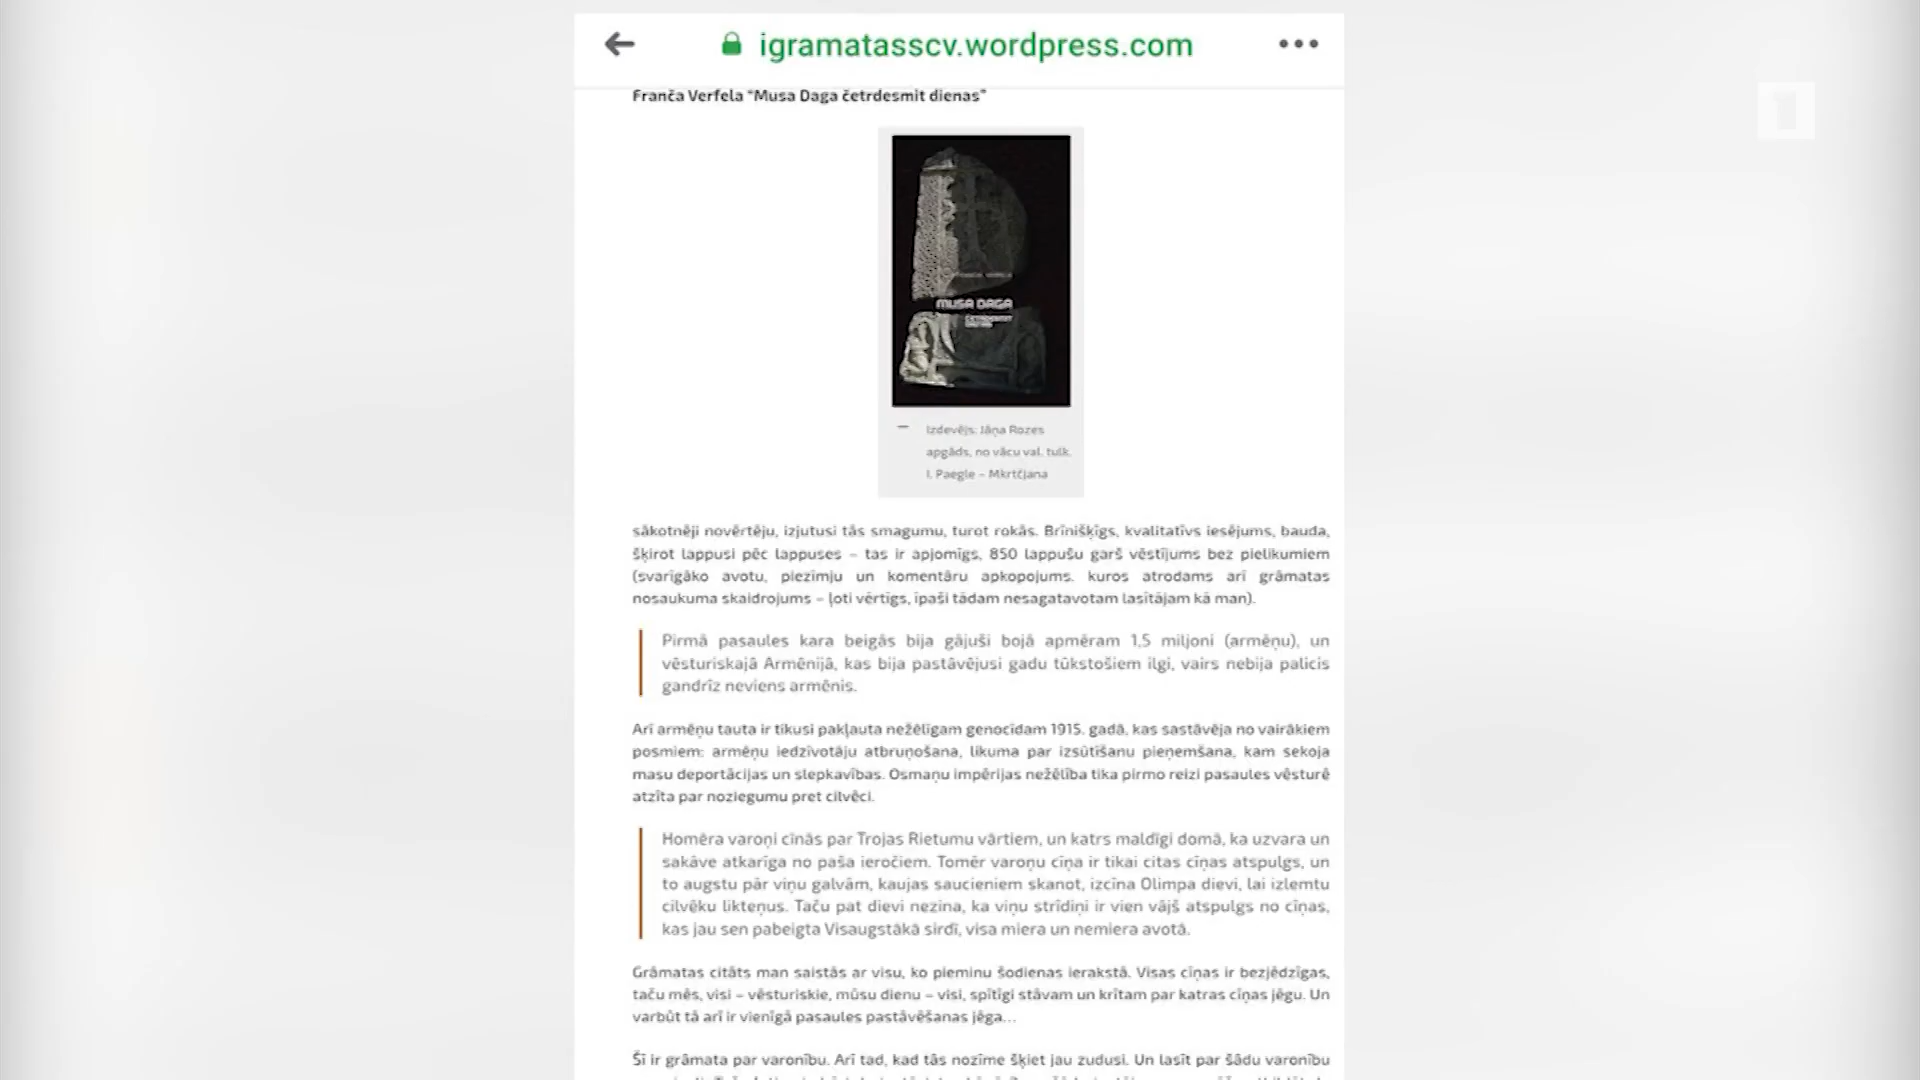 igramatasscv.wordpress.com
Franča Verfela “Musa Daga četrdesmit dienas”
MUSA DAGA
Izdevējs: Jāņa Rozes
apgāds, no vācu val. tulk.
I. Paegle – Mkrtčjana
sākotnēji novērtēju, izjutusi tās smagumu, turot rokās. Brīnišķīgs, kvalitatīvs iesējums, bauda,
šķirot lappusi pēc lappuses – tas ir apjomīgs, 850 lappušu garš vēstījums bez pielikumiem
(svarīgāko avotu, piezīmju un komentāru apkopojums. kuros atrodams arī grāmatas
nosaukuma skaidrojums – ļoti vērtīgs, īpaši tādam nesagatavotam lasītājam kā man).
Pirmā pasaules kara beigās bija gājuši bojā apmēram 1,5 miljoni (armēņu), un
vēsturiskajā Armēnijā, kas bija pastāvējusi gadu tūkstošiem ilgi, vairs nebija palicis
gandrīz neviens armēnis.
Arī armēņu tauta ir tikusi pakļauta nežēlīgam genocīdam 1915. gadā, kas sastāvēja no vairākiem
posmiem: armēņu iedzīvotāju atbruņošana, likuma par izsūtīšanu pieņemšana, kam sekoja
masu deportācijas un slepkavības. Osmaņu impērijas nežēlība tika pirmo reizi pasaules vēsturē
atzīta par noziegumu pret cilvēci.
Homēra varoņi cīnās par Trojas Rietumu vārtiem, un katrs maldīgi domā, ka uzvara un
sakāve atkarīga no paša ieročiem. Tomēr varoņu cīņa ir tikai citas cīņas atspulgs, un
to augstu pār viņu galvām, kaujas saucieniem skanot, izcīna Olimpa dievi, lai izlemtu
cilvēku likteņus. Taču pat dievi nezina, ka viņu strīdiņi ir vien vājš atspulgs no cīņas,
kas jau sen pabeigta Visaugstākā sirdī, visa miera un nemiera avotā.
Grāmatas citāts man saistās ar visu, ko pieminu šodienas ierakstā. Visas cīņas ir bezjēdzīgas,
taču mēs, visi – vēsturiskie, mūsu dienu – visi, spītīgi stāvam un krītam par katras cīņas jēgu. Un
varbūt tā arī ir vienīgā pasaules pastāvēšanas jēga…
Šī ir grāmata par varonību. Arī tad, kad tās nozīme šķiet jau zudusi. Un lasīt par šādu varonību